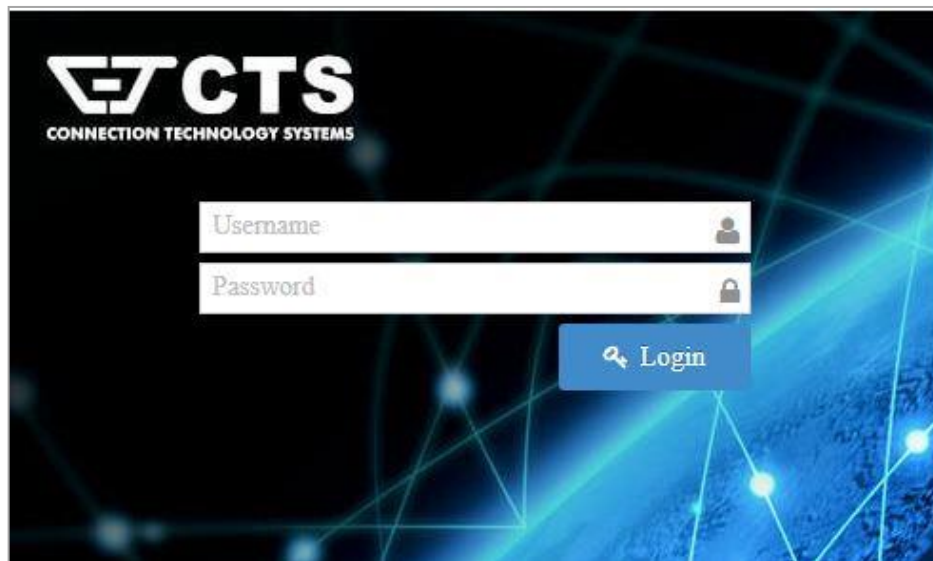 CTS
CONNECTION TECHNOLOGY SYSTEMS
Username
Password
Login